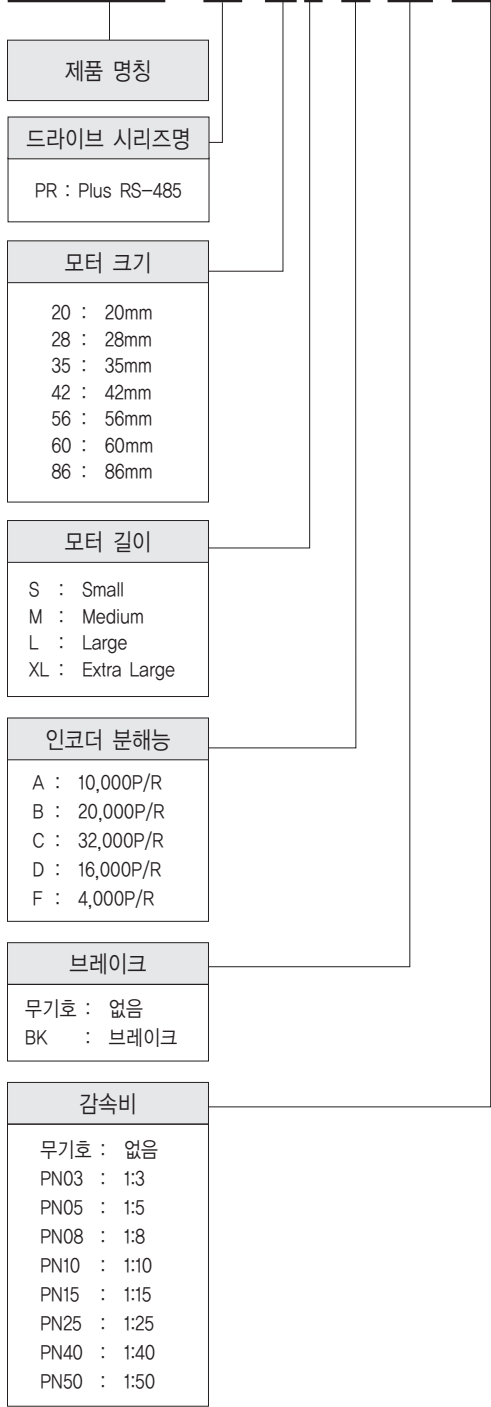 제품 명칭
드라이브 시리즈명
PR : Plus RS-485
모터 크기
20 : 20mm
28 : 28mm
35 : 35mm
42 : 42mm
56 : 56mm
60 : 60mm
86 : 86mm
모터 길이
S : Small
M : Medium
L : Large
XL : Extra Large
인코더 분해능
A : 10,000P/R
B : 20,000P/R
C : 32,000P/R
D : 16,000P/R
F : 4,000P/R
브레이크
무기호 : 없음
BK : 브레이크
감속비
무기호 : 없음
PN03 : 1:3
PN05 : 1:5
PN08 : 1:8
PN10 : 1:10
PN15 : 1:15
PN25 : 1:25
PN40 : 1:40
PN50 : 1:50